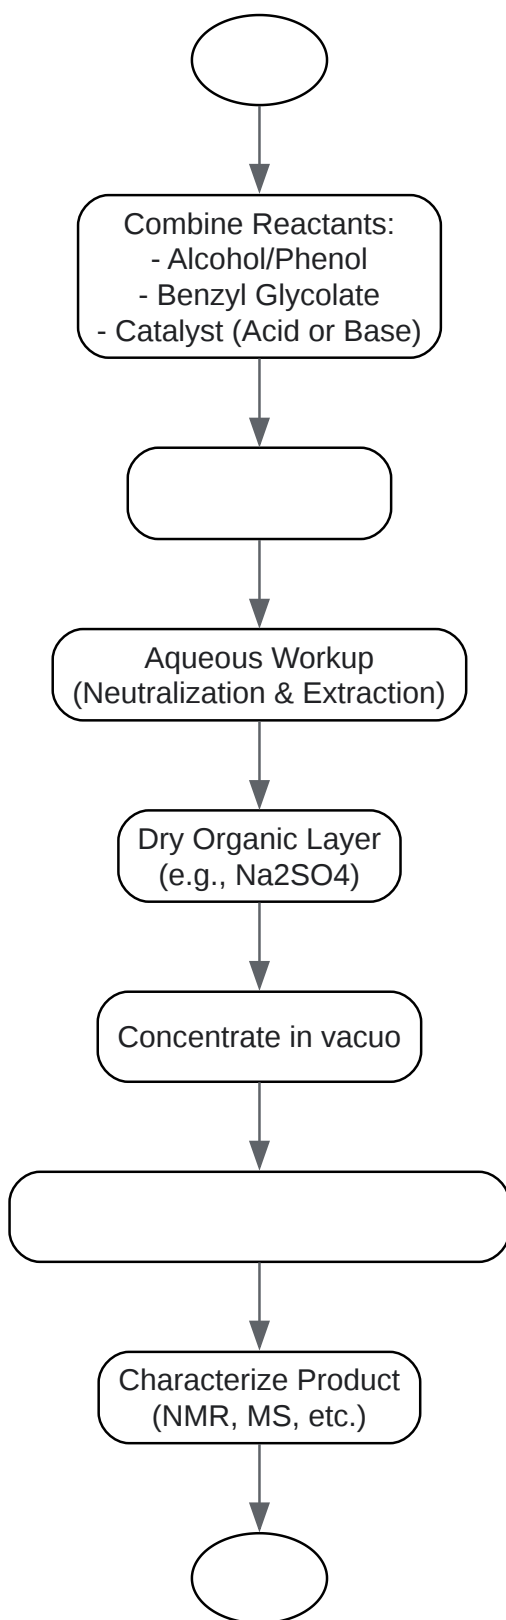 Combine Reactants:
- Alcohol/Phenol
- Benzyl Glycolate
- Catalyst (Acid or Base)
Aqueous Workup
(Neutralization & Extraction)
Dry Organic Layer
(e.g., Na2SO4)
Concentrate in vacuo
Characterize Product
(NMR, MS, etc.)